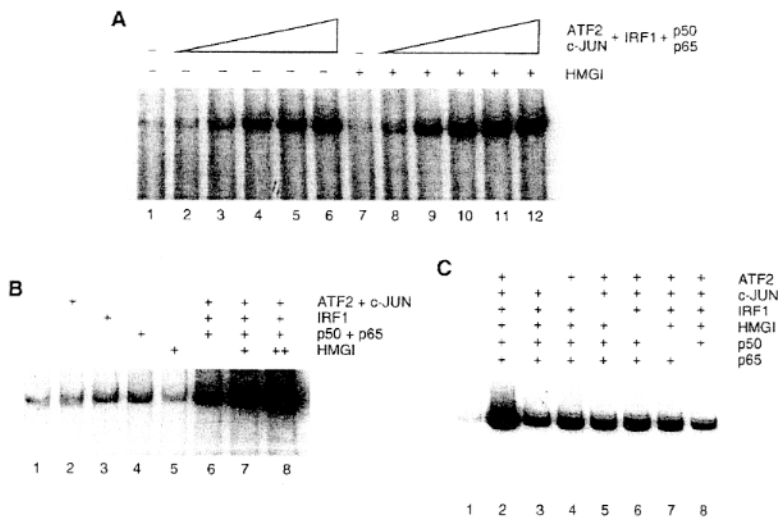 A
– –
ATF2 c-JUN + IRF1 + p50 p65
– – – – – – + + + + + + HMGI
1 2 3 4 5 6 7 8 9 10 11 12
B
+ + + + ATF2 + c-JUN
+ + + + IRF1
+ + + + p50 + p65
+ + ++ HMGI
1 2 3 4 5 6 7 8
C
+ + + + + + ATF2
+ + + + + + c-JUN
+ + + + + + IRF1
+ + + + + + HMGI
+ + + + + + p50
+ + + + + + p65
1 2 3 4 5 6 7 8